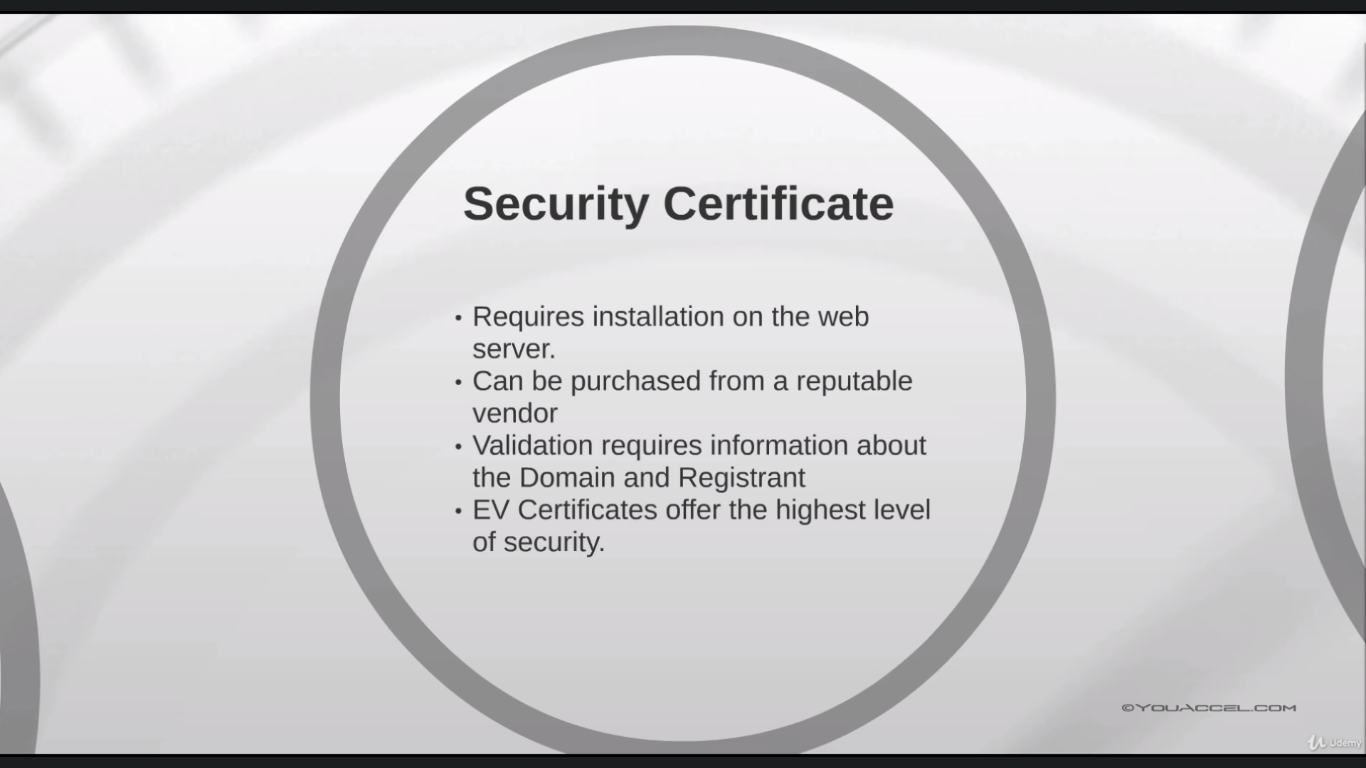 Security Certificate
• Requires installation on the web
server.
• Can be purchased from a reputable
vendor
• Validation requires information about
the Domain and Registrant
• EV Certificates offer the highest level
of security.
©YOUACCEL.COM
Udemy